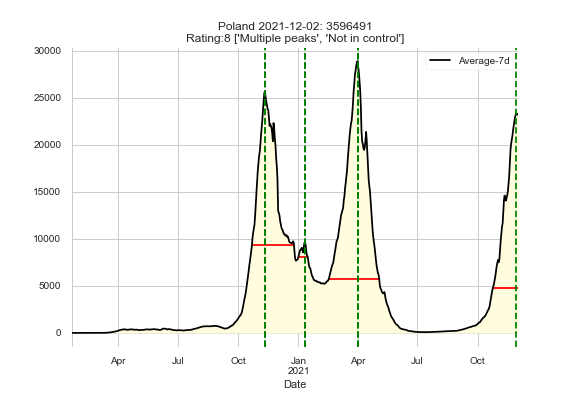 Poland 2021-12-02: 3596491
Rating:8 ['Multiple peaks', 'Not in control']
Average-7d
30000
25000
20000
15000
10000
5000
0
Apr Jul Oct Jan Apr Jul Oct
2021
Date